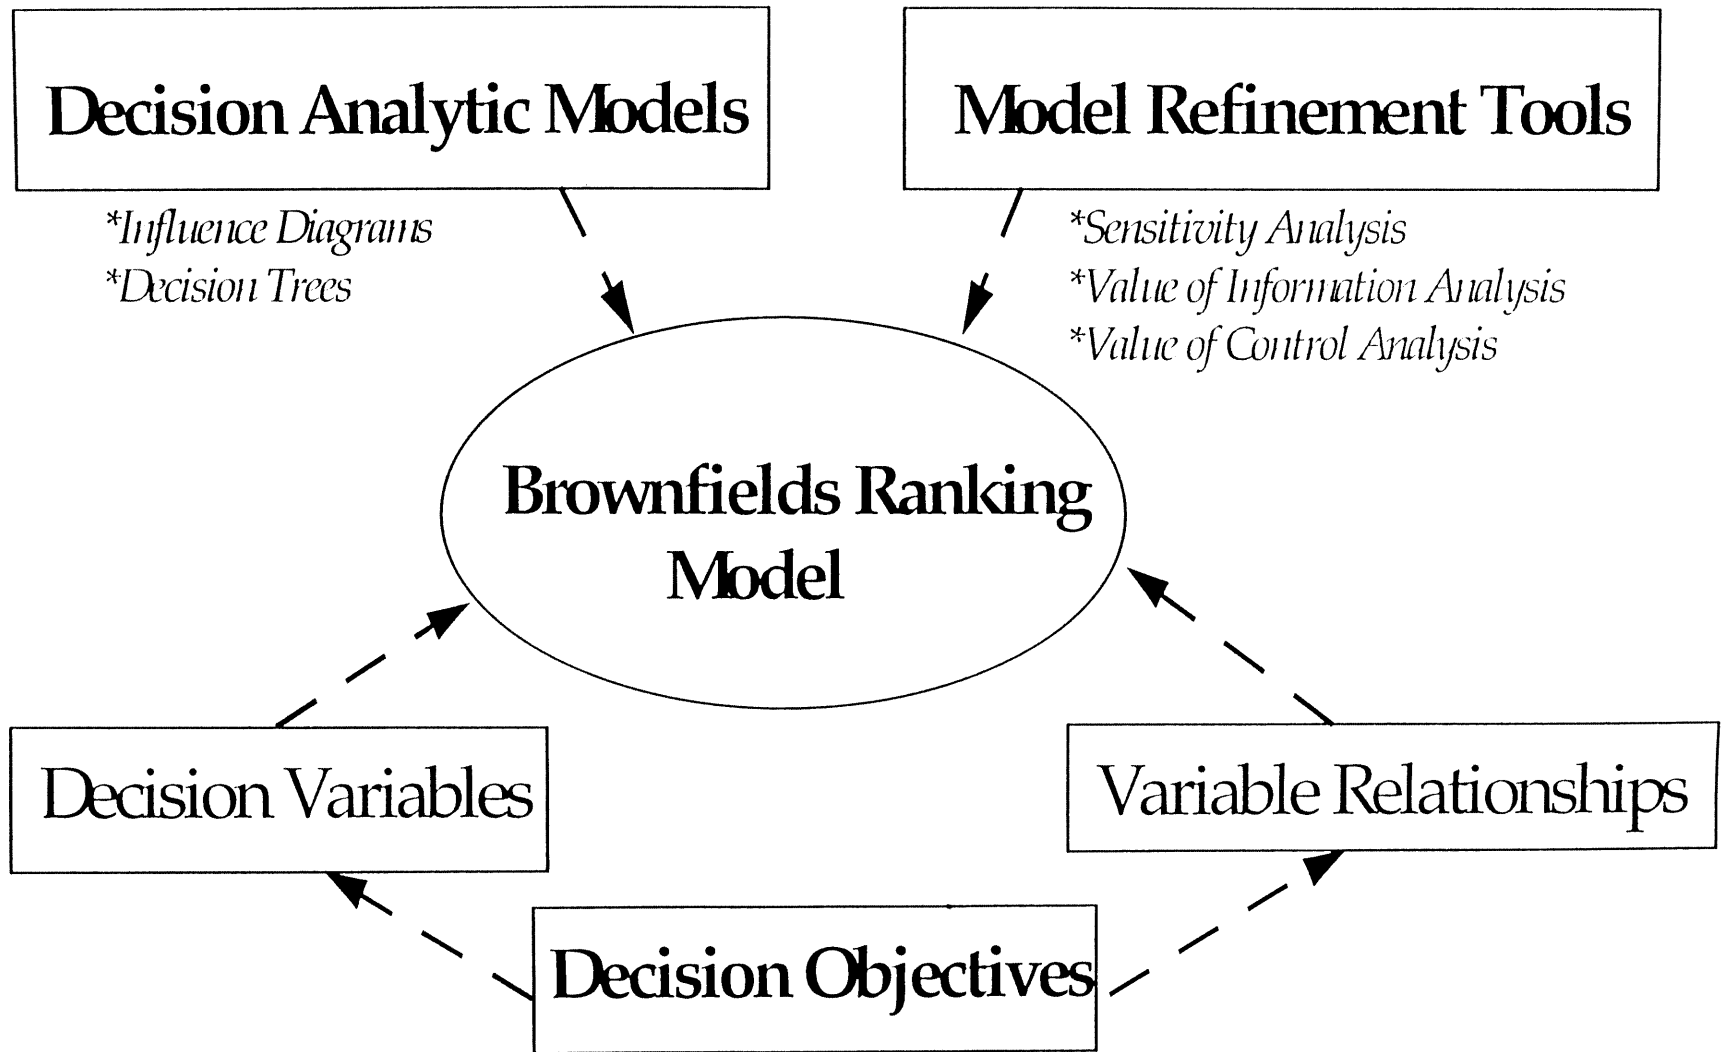 Decision Analytic Models
Model Refinement Tools
*Influence Diagrams
*Decision Trees
*Sensitivity Analysis
*Value of Information Analysis
*Value of Control Analysis
Brownfields Ranking
Model
Decision Variables
Variable Relationships
Decision Objectives